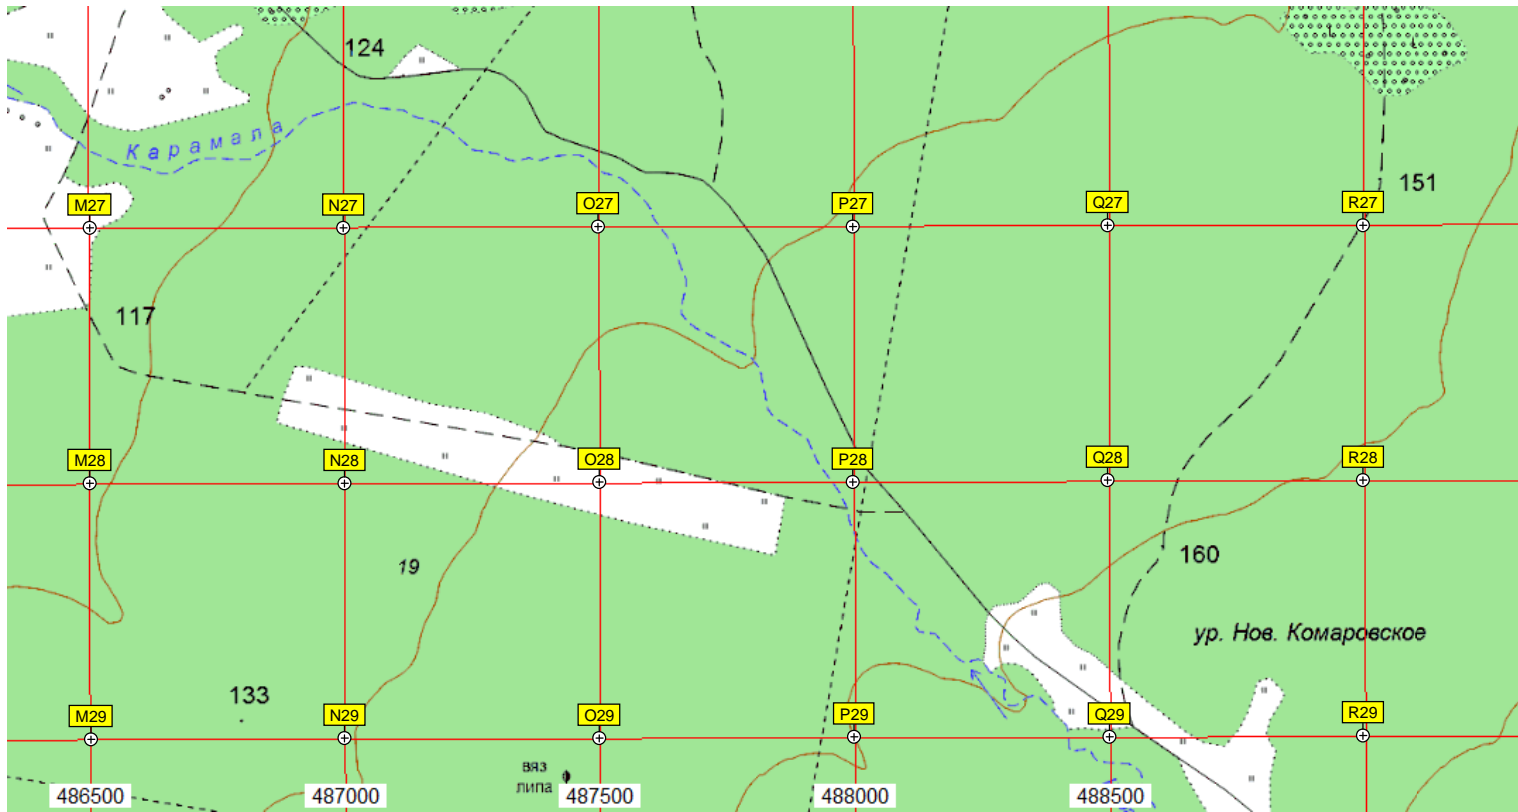 124
Карамала
151
M27
N27
O27
P27
Q27
R27
117
M28
N28
O28
P28
Q28
R28
19
160
ур. Нов. Комаровское
133
M29
N29
O29
P29
Q29
R29
вяз
липа
486500
487000
487500
488000
488500